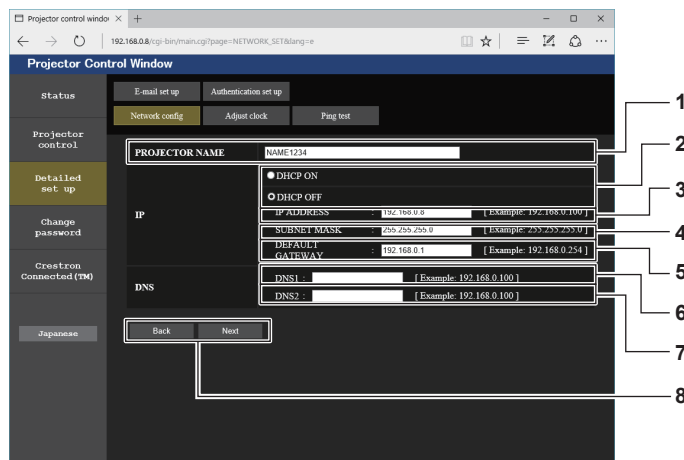 Projector control window
192.168.0.8/cgi-bin/main.cgi?page=NETWORK_SET&lang=e
Projector Control Window
Status
Projector control
Detailed set up
Change password
Crestron Connected(TM)
Japanese
E-mail set up Authentication set up
Network config Adjust clock Ping test
PROJECTOR NAME NAME1234
DHCP ON
DHCP OFF
IP
IP ADDRESS : 192.168.0.8 [ Example: 192.168.0.100 ]
SUBNET MASK : 255.255.255.0 [ Example: 255.255.255.0 ]
DEFAULT GATEWAY : 192.168.0.1 [ Example: 192.168.0.254 ]
DNS
DNS1 : [ Example: 192.168.0.100 ]
DNS2 : [ Example: 192.168.0.100 ]
Back Next
1
2
3
4
5
6
7
8